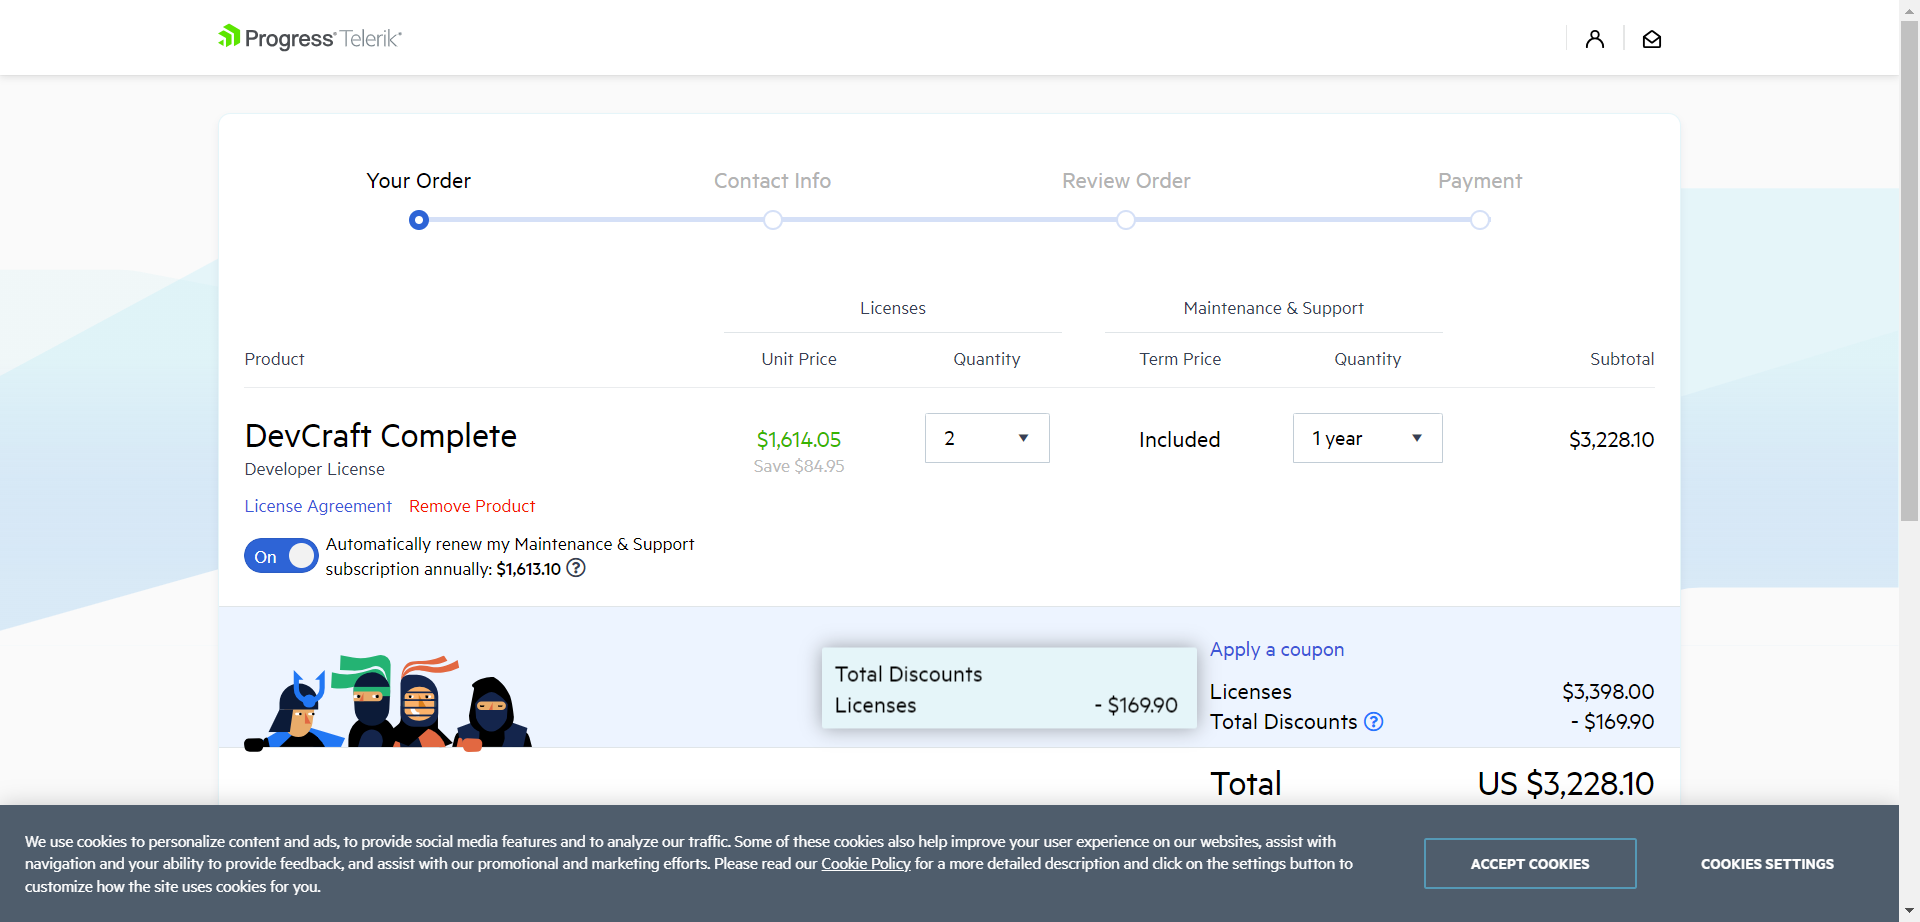 Progress Telerik
Your Order
Contact Info
Review Order
Payment
Licenses
Maintenance & Support
Product
Unit Price
Quantity
Term Price
Quantity
Subtotal
DevCraft Complete
Developer License
$1,614.05
Save $84.95
2
Included
1 year
$3,228.10
License Agreement
Remove Product
On
Automatically renew my Maintenance & Support
subscription annually: $1,613.10 ?
Total Discounts
Licenses - $169.90
Apply a coupon
Licenses $3,398.00
Total Discounts ? - $169.90
Total US $3,228.10
We use cookies to personalize content and ads, to provide social media features and to analyze our traffic. Some of these cookies also help improve your user experience on our websites, assist with
navigation and your ability to provide feedback, and assist with our promotional and marketing efforts. Please read our Cookie Policy for a more detailed description and click on the settings button to
customize how the site uses cookies for you.
ACCEPT COOKIES
COOKIES SETTINGS